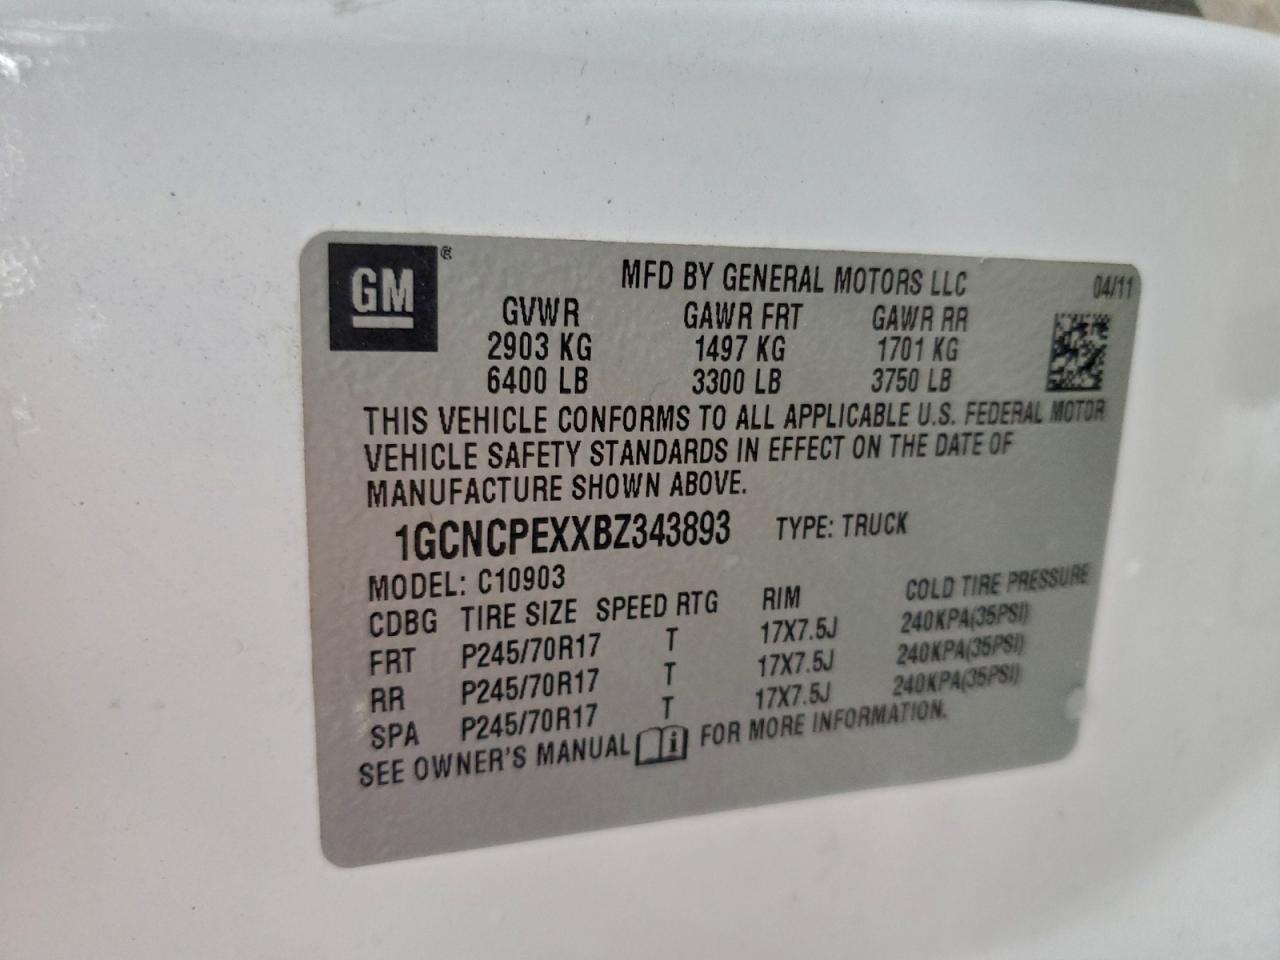 GM®
MFD BY GENERAL MOTORS LLC 04/11
GVWR GAWR FRT GAWR RR
2903 KG 1497 KG 1701 KG
6400 LB 3300 LB 3750 LB
THIS VEHICLE CONFORMS TO ALL APPLICABLE U.S. FEDERAL MOTOR
VEHICLE SAFETY STANDARDS IN EFFECT ON THE DATE OF
MANUFACTURE SHOWN ABOVE.
1GCNCPEXXBZ343893 TYPE: TRUCK
MODEL: C10903
CDBG TIRE SIZE SPEED RTG RIM COLD TIRE PRESSURE
FRT P245/70R17 T 17X7.5J 240KPA(35PSI)
RR P245/70R17 T 17X7.5J 240KPA(35PSI)
SPA P245/70R17 T 17X7.5J 240KPA(35PSI)
SEE OWNER'S MANUAL i FOR MORE INFORMATION.